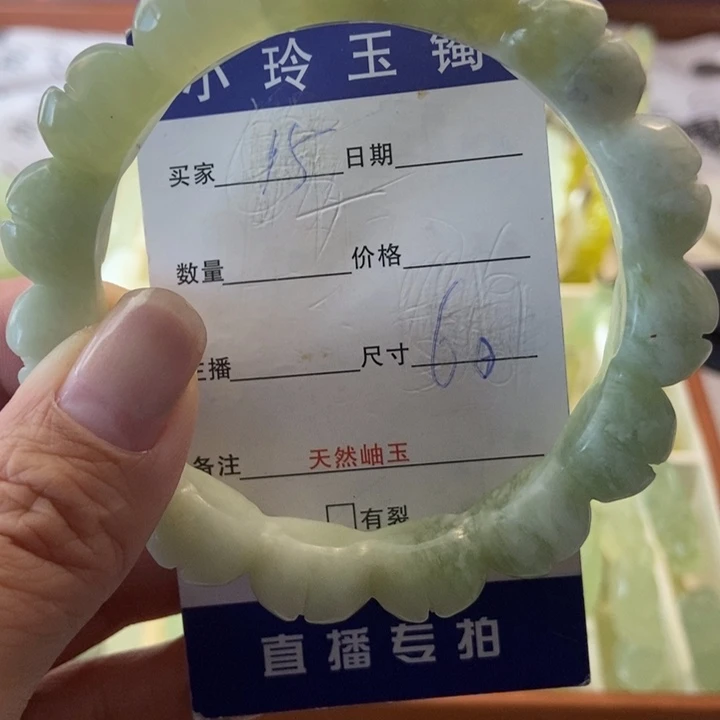 小玲玉镯
买家 15 日期
数量 价格
主播 尺寸 60
备注 天然岫玉
有裂
直播专拍